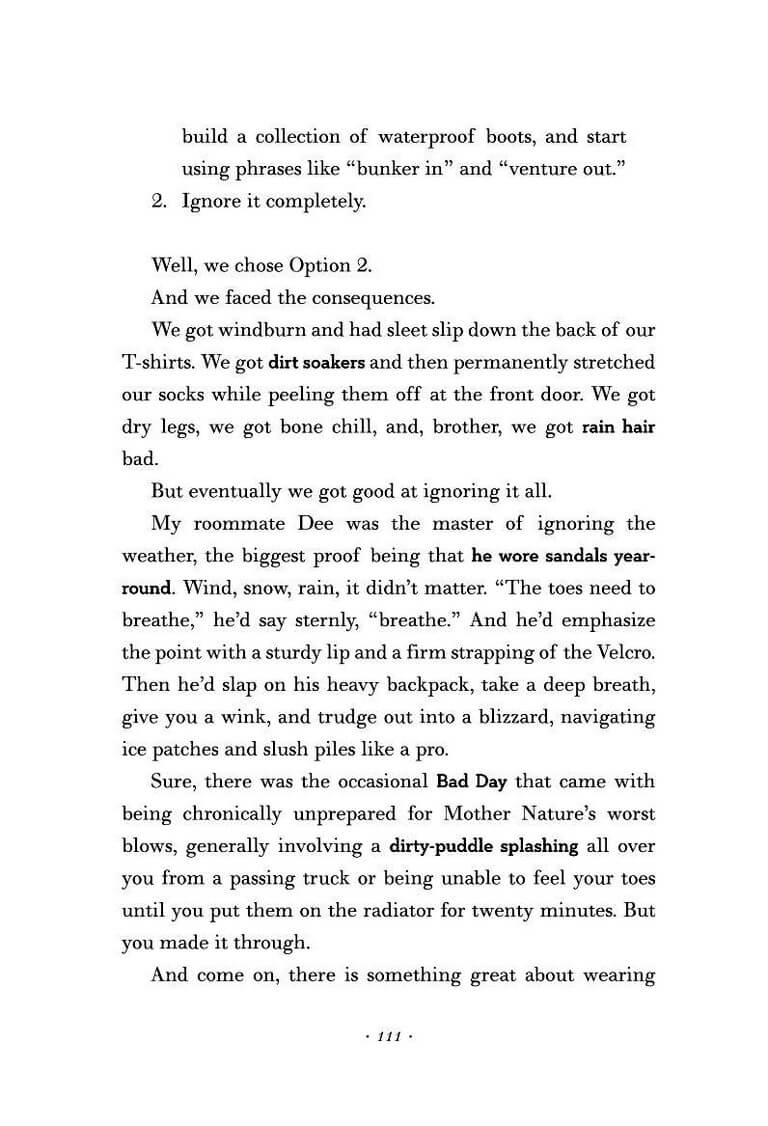 build a collection of waterproof boots, and start
using phrases like “bunker in” and “venture out.”
2. Ignore it completely.
Well, we chose Option 2.
And we faced the consequences.
We got windburn and had sleet slip down the back of our
T-shirts. We got dirt soakers and then permanently stretched
our socks while peeling them off at the front door. We got
dry legs, we got bone chill, and, brother, we got rain hair
bad.
But eventually we got good at ignoring it all.
My roommate Dee was the master of ignoring the
weather, the biggest proof being that he wore sandals year-
round. Wind, snow, rain, it didn’t matter. “The toes need to
breathe,” he’d say sternly, “breathe.” And he’d emphasize
the point with a sturdy lip and a firm strapping of the Velcro.
Then he’d slap on his heavy backpack, take a deep breath,
give you a wink, and trudge out into a blizzard, navigating
ice patches and slush piles like a pro.
Sure, there was the occasional Bad Day that came with
being chronically unprepared for Mother Nature’s worst
blows, generally involving a dirty-puddle splashing all over
you from a passing truck or being unable to feel your toes
until you put them on the radiator for twenty minutes. But
you made it through.
And come on, there is something great about wearing
· 111 ·